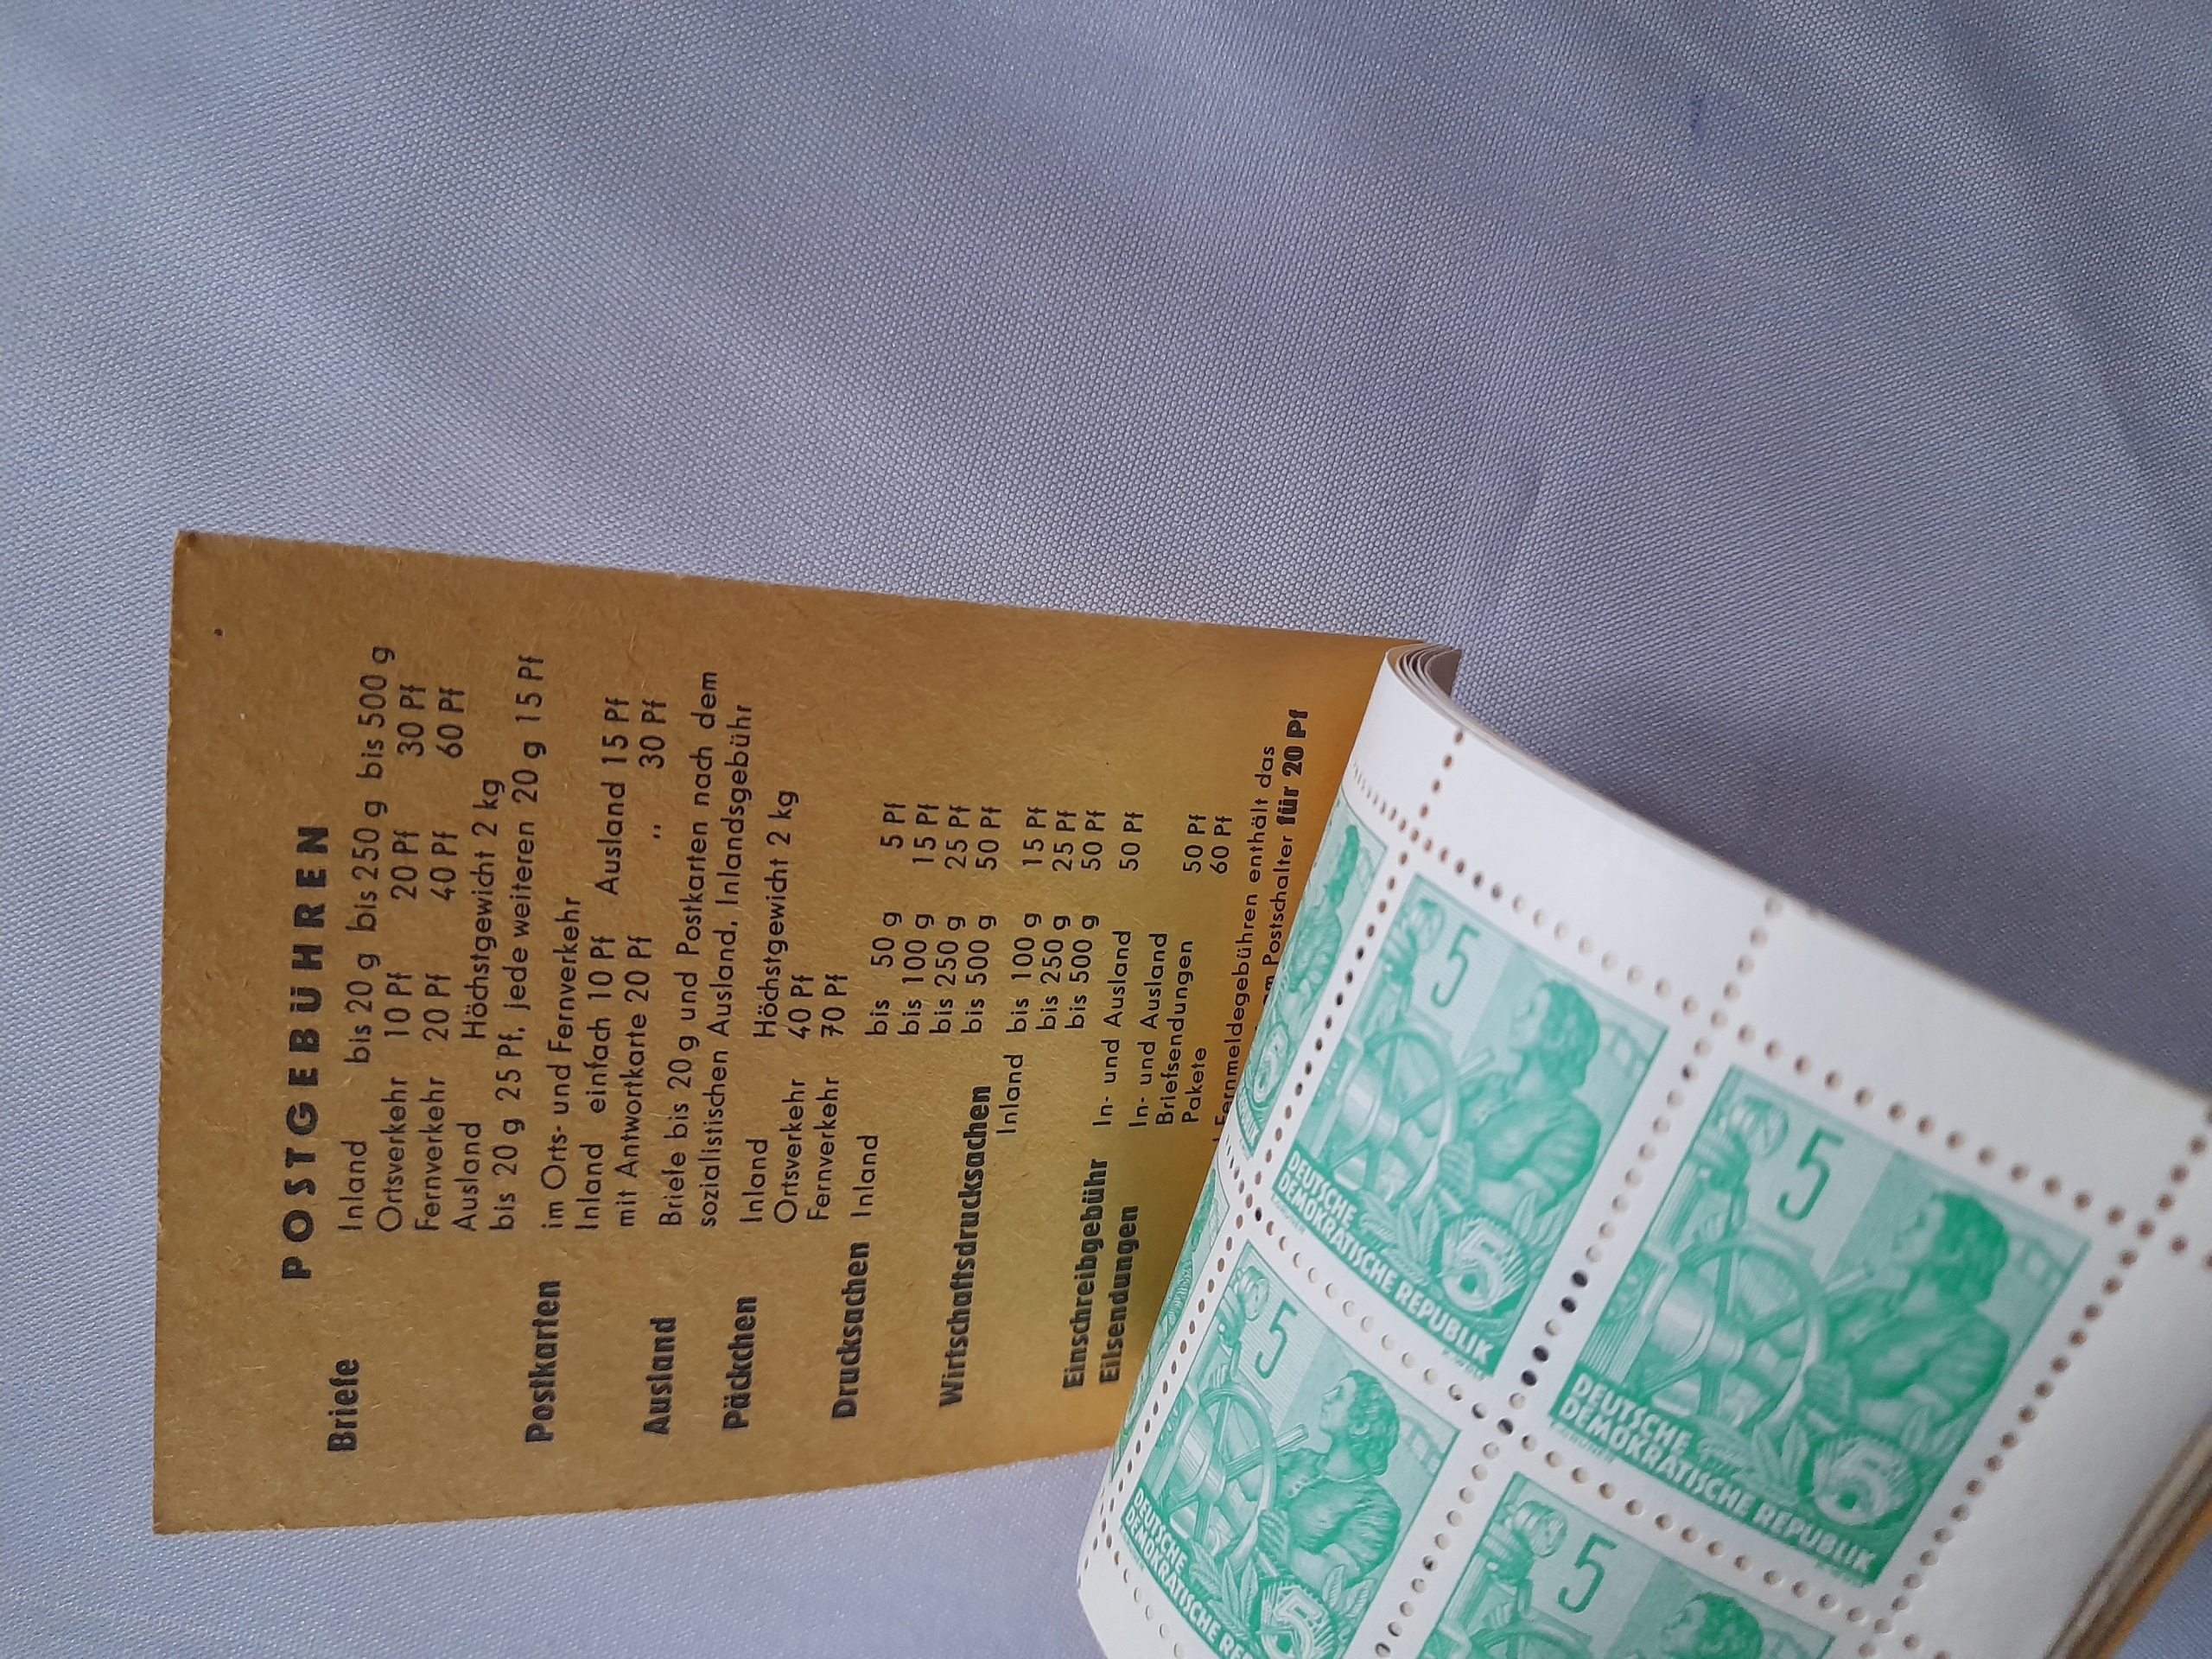 POSTGEBÜHREN
Briefe Inland bis 20 g bis 250 g bis 500 g
Ortsverkehr 10 Pf 20 Pf 30 Pf
Fernverkehr 20 Pf 40 Pf 60 Pf
Ausland Höchstgewicht 2 kg
bis 20 g 25 Pf, jede weiteren 20 g 15 Pf
Postkarten im Orts- und Fernverkehr
Inland einfach 10 Pf Ausland 15 Pf
mit Antwortkarte 20 Pf ,, 30 Pf
Ausland Briefe bis 20 g und Postkarten nach dem
sozialistischen Ausland, Inlandsgebühr
Päckchen Inland Höchstgewicht 2 kg
Ortsverkehr 40 Pf
Fernverkehr 70 Pf
Drucksachen Inland bis 50 g 5 Pf
bis 100 g 15 Pf
bis 250 g 25 Pf
bis 500 g 50 Pf
Wirtschaftsdrucksachen
Inland bis 100 g 15 Pf
bis 250 g 25 Pf
bis 500 g 50 Pf
Einschreibgebühr In- und Ausland 50 Pf
Eilsendungen In- und Ausland
Briefsendungen 50 Pf
Pakete 60 Pf
Fernmeldegebühren enthält das
am Postschalter für 20 Pf
5
DEUTSCHE
DEMOKRATISCHE REPUBLIK
5
5
DEUTSCHE
DEMOKRATISCHE REPUBLIK
5
5
DEUTSCHE
DEMOKRATISCHE
5
5